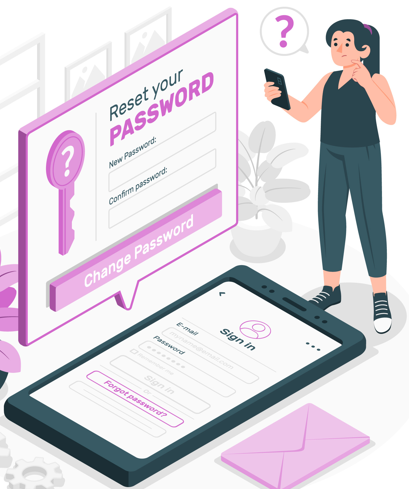 ?
Reset your
PASSWORD
?
New Password:
Confirm password:
Change Password
Sign in
E-mail
Password
********
Sign in
Forgot password?